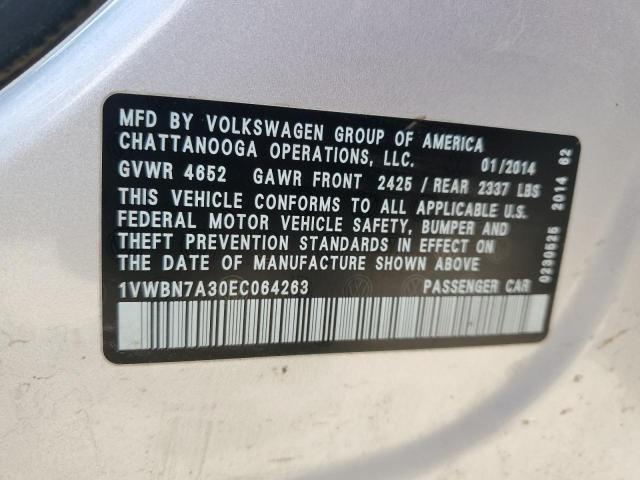 MFD BY VOLKSWAGEN GROUP OF AMERICA
CHATTANOOGA OPERATIONS, LLC. 01/2014
GVWR 4652 GAWR FRONT 2425 / REAR 2337 LBS
THIS VEHICLE CONFORMS TO ALL APPLICABLE U.S.
FEDERAL MOTOR VEHICLE SAFETY, BUMPER AND
THEFT PREVENTION STANDARDS IN EFFECT ON
THE DATE OF MANUFACTURE SHOWN ABOVE
1VWBN7A30EC064263 PASSENGER CAR
0230525 2014 62